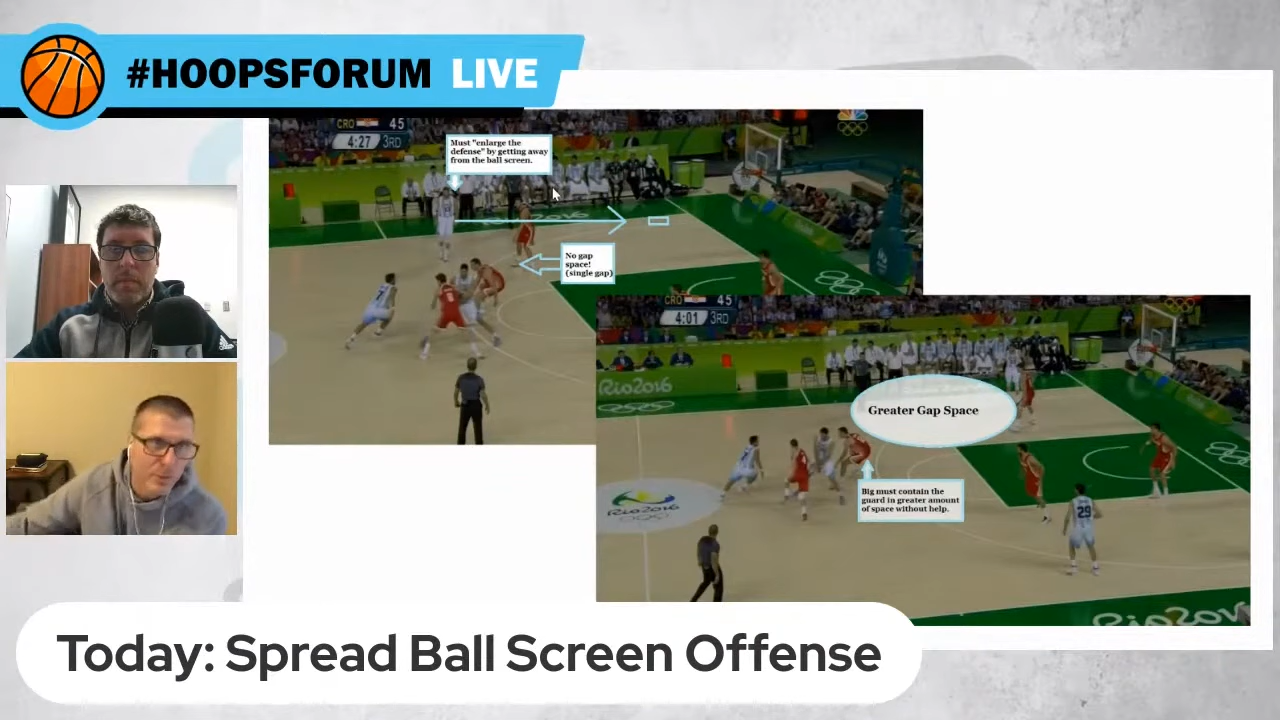 #HOOPSFORUM LIVE
CRO 45
4:27 3RD
Must "enlarge the
defense" by getting away
from the ball screen.
No gap
space!
(single gap)
CRO 45
4:01 3RD
Rio2016
Greater Gap Space
Big must contain the
guard in greater amount
of space without help.
29
Rio2016
Rio2016
Today: Spread Ball Screen Offense